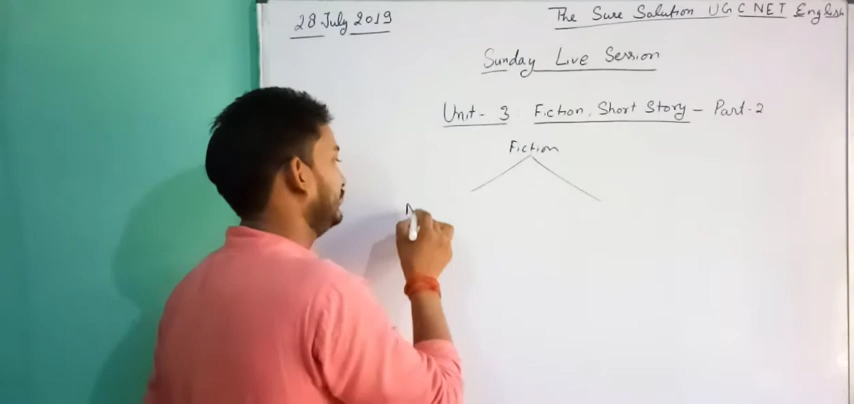 28 July 2019
The Sure Solution UGC NET English
Sunday Live Session
Unit - 3 Fiction, Short Story - Part-2
Fiction